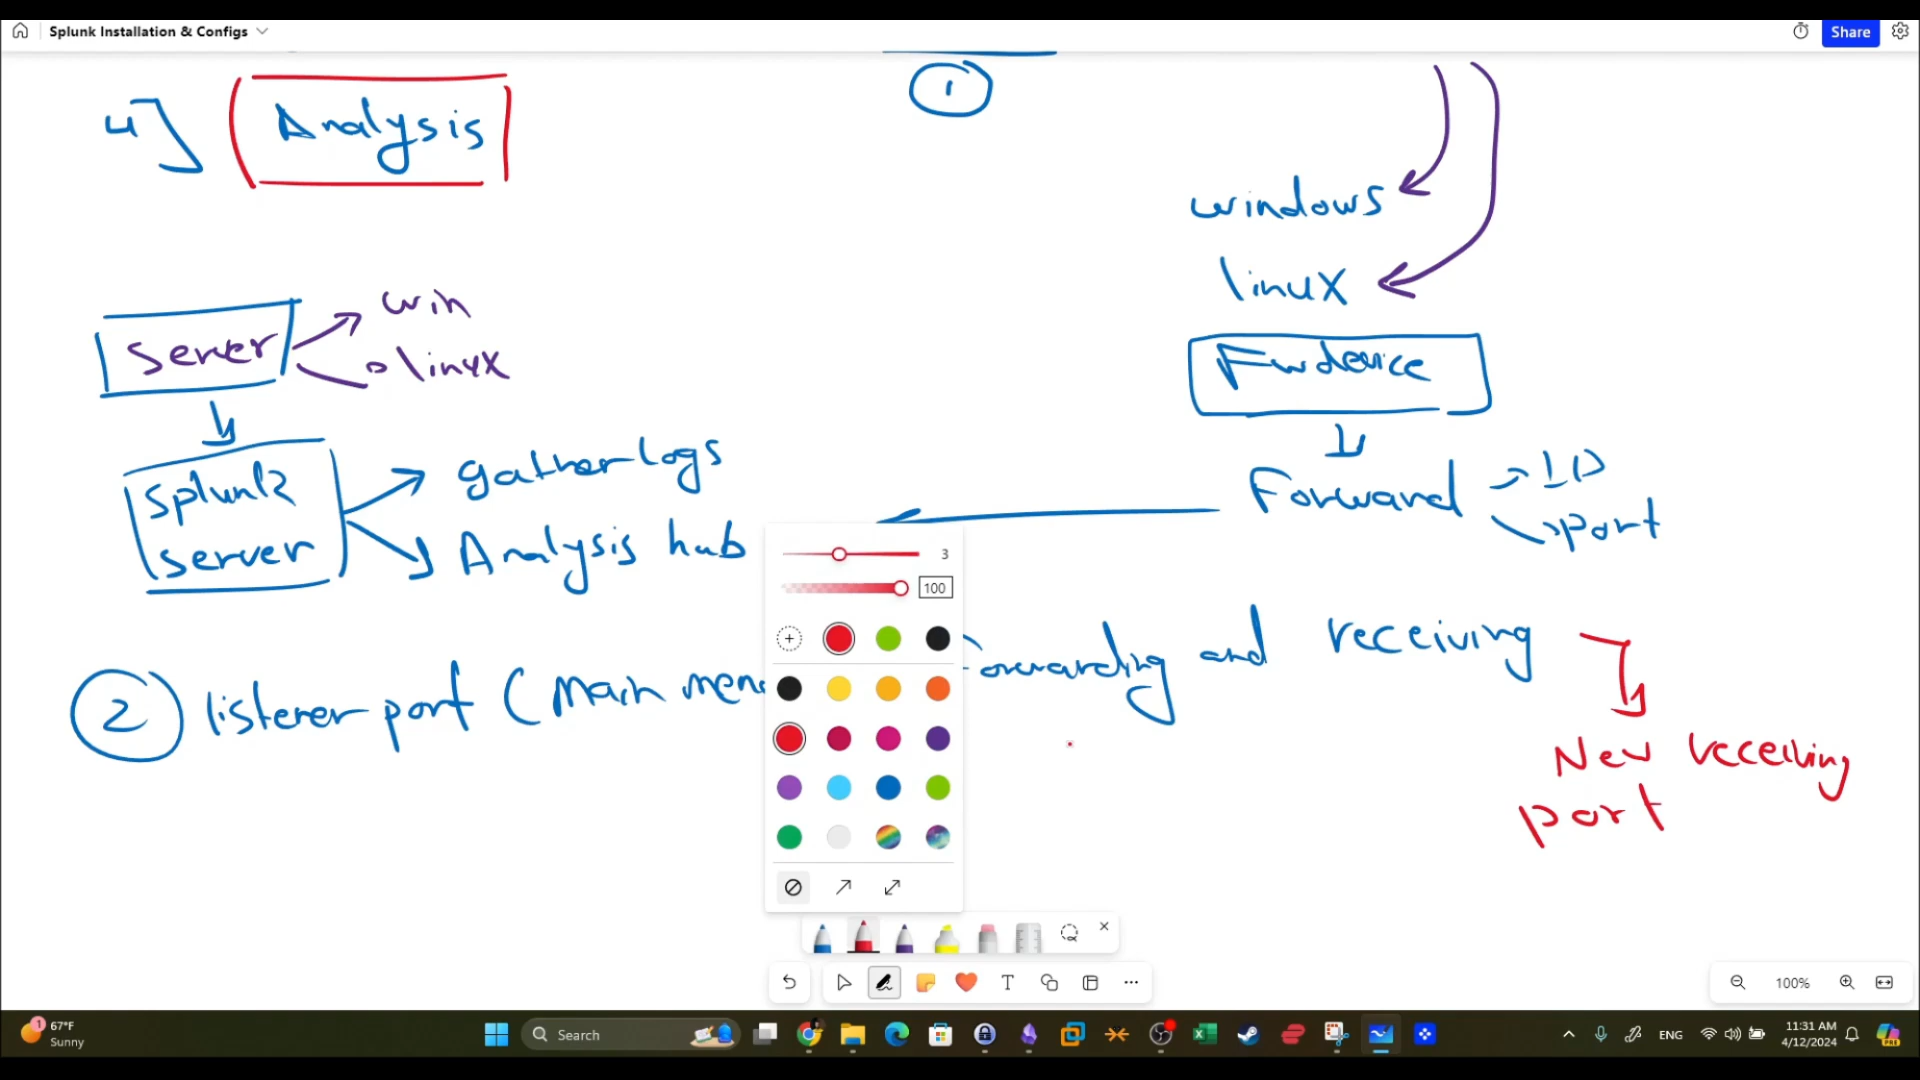 Splunk Installation & Configs
Share
4] Analysis
1
windows
linux
Server
win
linux
Fw device
splunk
server
gather logs
Analysis hub
Forward
IP
port
3
100
2 listener port (Main men
orwarding and receiving
New receiving
port
T
100%
1
67°F
Sunny
Search
ENG
11:31 AM
4/12/2024
PRE